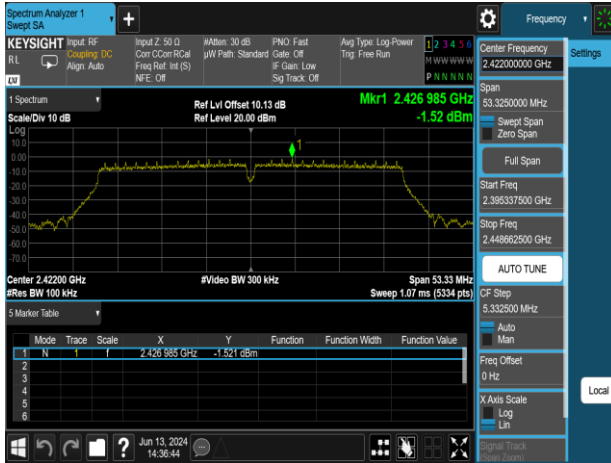 Spectrum Analyzer 1
Swept SA
Frequency
KEYSIGHT
RL
Input: RF
Coupling: DC
Align: Auto
Input Z: 50 Ω
Corr CCorr RCal
Freq Ref: Int (S)
NFE: Off
#Atten: 30 dB
µW Path: Standard
PNO: Fast
Gate: Off
IF Gain: Low
Sig Track: Off
Avg Type: Log-Power
Trig: Free Run
1 2 3 4 5 6
M W W W W W
P N N N N N
1 Spectrum
Scale/Div 10 dB
Ref Lvl Offset 10.13 dB
Ref Level 20.00 dBm
Mkr1 2.426 985 GHz
-1.52 dBm
Log
10.0
0.00
-10.0
-20.0
-30.0
-40.0
-50.0
-60.0
-70.0
1
Center 2.42200 GHz
#Res BW 100 kHz
#Video BW 300 kHz
Span 53.33 MHz
Sweep 1.07 ms (5334 pts)
5 Marker Table
Mode Trace Scale X Y Function Function Width Function Value
1 N 1 f 2.426 985 GHz -1.521 dBm
2
3
4
5
6
Jun 13, 2024
14:36:44
Center Frequency
2.422000000 GHz
Settings
Span
53.3250000 MHz
Swept Span
Zero Span
Full Span
Start Freq
2.395337500 GHz
Stop Freq
2.448662500 GHz
AUTO TUNE
CF Step
5.332500 MHz
Auto
Man
Freq Offset
0 Hz
X Axis Scale
Log
Lin
Local
Signal Track
(Span Zoom)